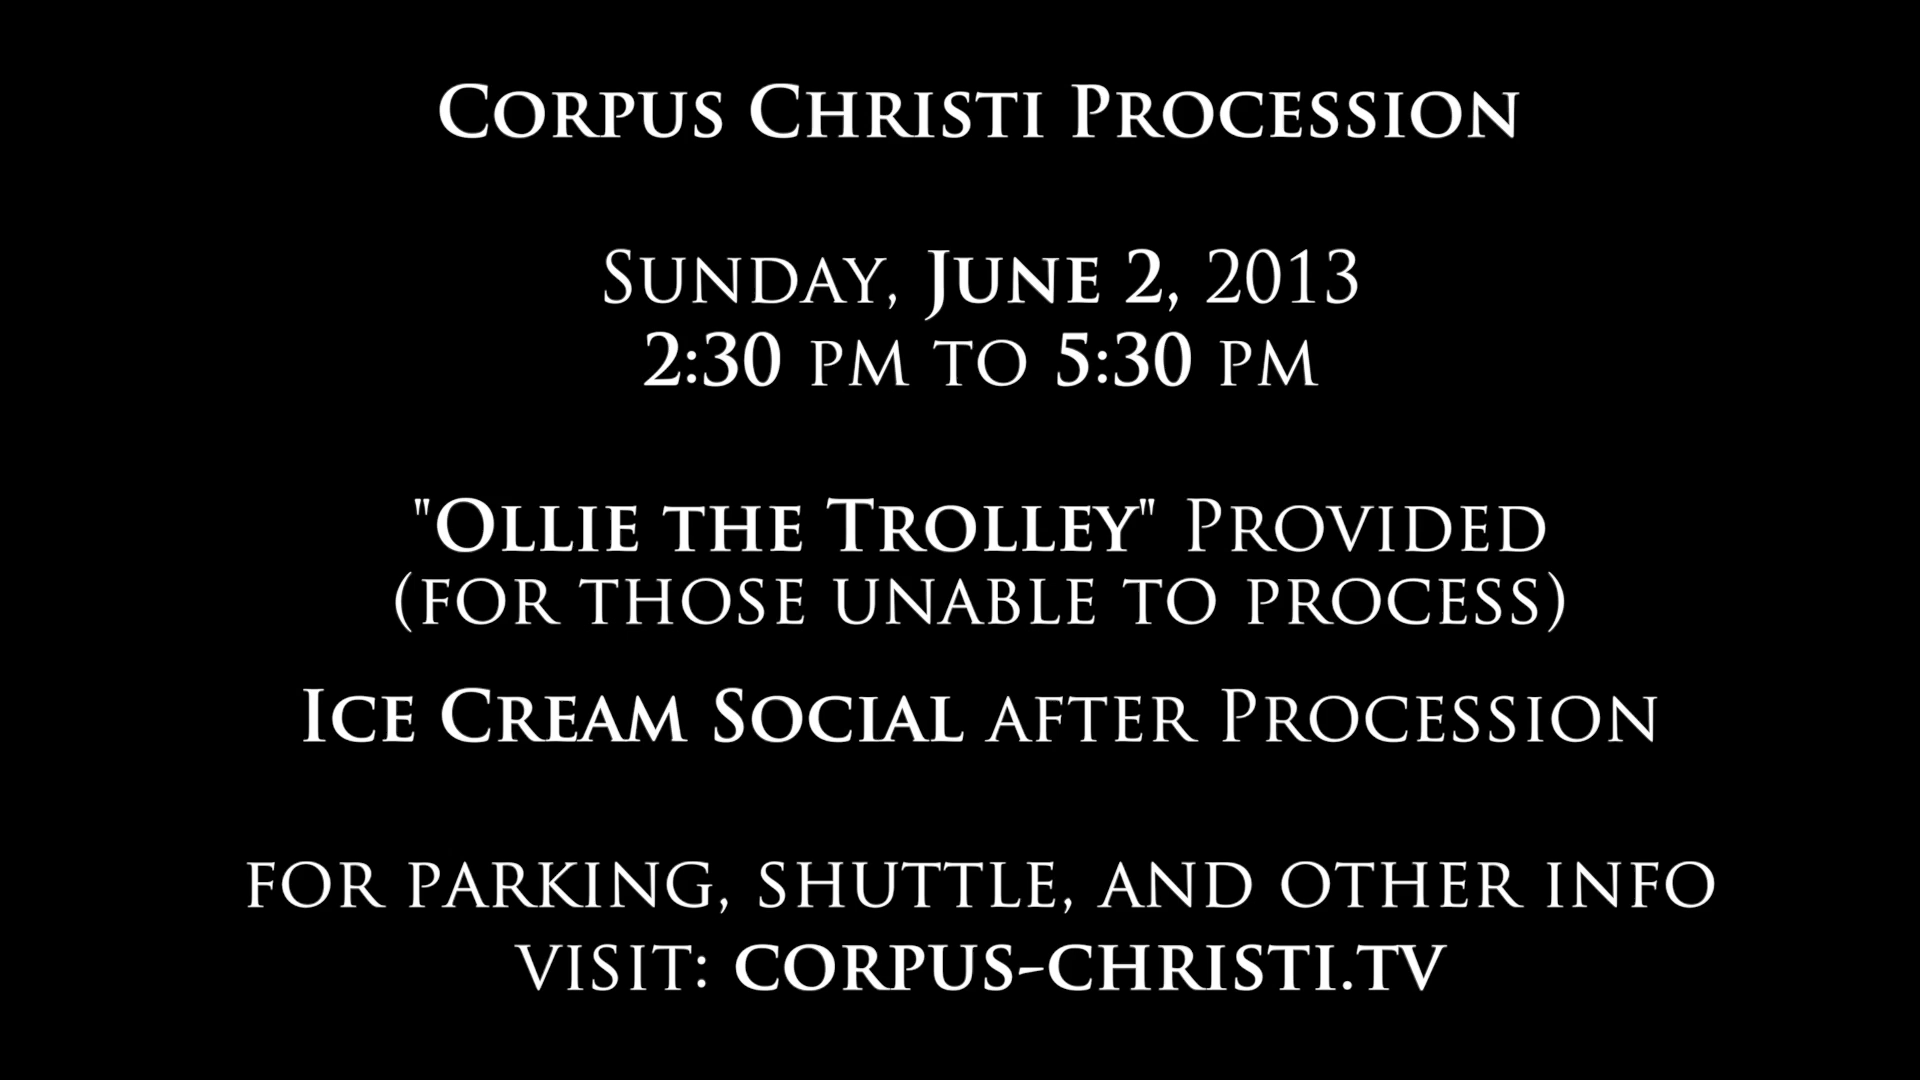 Corpus Christi Procession
Sunday, June 2, 2013
2:30 pm to 5:30 pm
"Ollie the Trolley" Provided
(for those unable to process)
Ice Cream Social after Procession
for parking, shuttle, and other info
visit: corpus-christi.tv